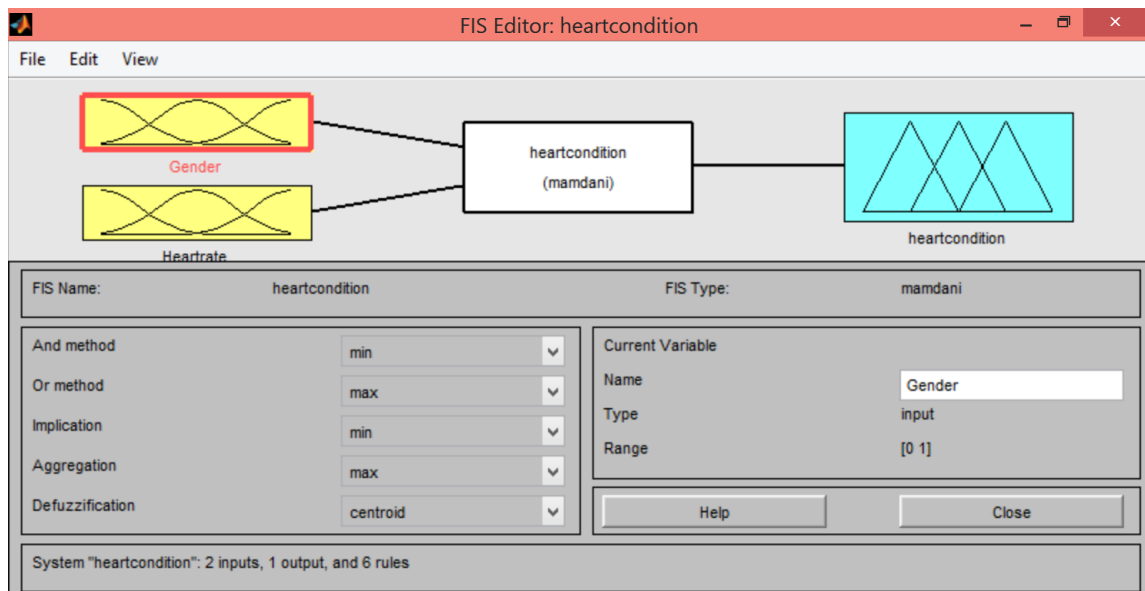 FIS Editor: heartcondition
File Edit View
Gender
Heartrate
heartcondition
(mamdani)
heartcondition
FIS Name: heartcondition FIS Type: mamdani
And method min
Or method max
Implication min
Aggregation max
Defuzzification centroid
Current Variable
Name Gender
Type input
Range [0 1]
Help Close
System "heartcondition": 2 inputs, 1 output, and 6 rules